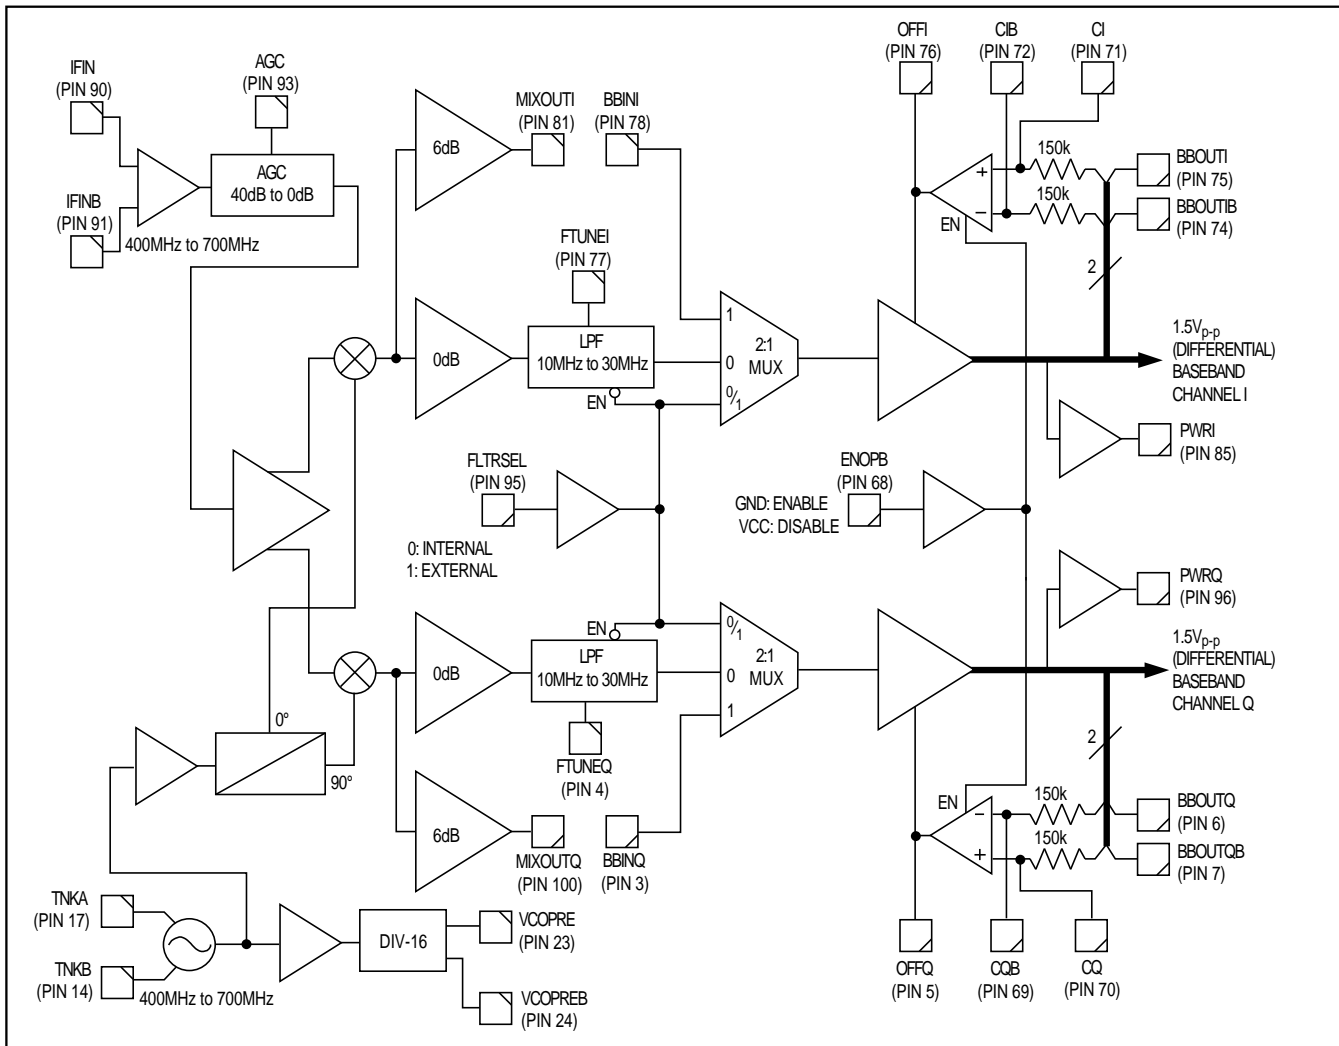 IFIN
(PIN 90)
AGC
(PIN 93)
IFINB
(PIN 91)
AGC
40dB to 0dB
400MHz to 700MHz
6dB
MIXOUTI
(PIN 81)
BBINI
(PIN 78)
FTUNEI
(PIN 77)
0dB
LPF
10MHz to 30MHz
EN
1
0
0/1
2:1
MUX
OFFI
(PIN 76)
CIB
(PIN 72)
CI
(PIN 71)
150k
150k
+
−
EN
BBOUTI
(PIN 75)
BBOUTIB
(PIN 74)
2
1.5Vp-p
(DIFFERENTIAL)
BASEBAND
CHANNEL I
PWRI
(PIN 85)
FLTRSEL
(PIN 95)
0: INTERNAL
1: EXTERNAL
ENOPB
(PIN 68)
GND: ENABLE
VCC: DISABLE
PWRQ
(PIN 96)
0º
90º
0dB
EN
LPF
10MHz to 30MHz
FTUNEQ
(PIN 4)
0/1
0
1
2:1
MUX
1.5Vp-p
(DIFFERENTIAL)
BASEBAND
CHANNEL Q
2
6dB
MIXOUTQ
(PIN 100)
BBINQ
(PIN 3)
EN
−
+
150k
150k
BBOUTQ
(PIN 6)
BBOUTQB
(PIN 7)
TNKA
(PIN 17)
TNKB
(PIN 14)
400MHz to 700MHz
DIV-16
VCOPRE
(PIN 23)
VCOPREB
(PIN 24)
OFFQ
(PIN 5)
CQB
(PIN 69)
CQ
(PIN 70)